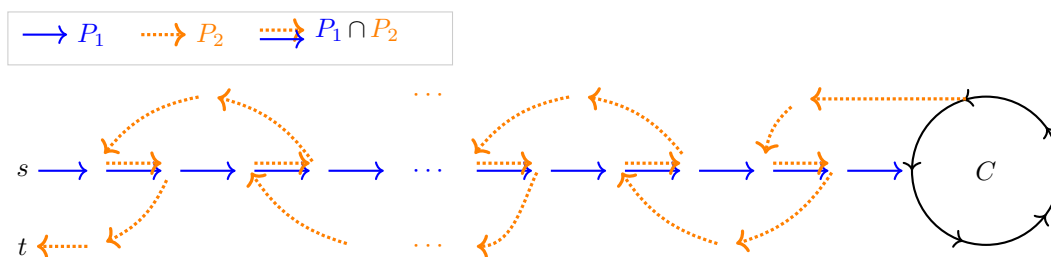 P₁ P₂ P₁ ∩ P₂
⋯ ⋯
s ⋯ ⋯ C
t ⋯ ⋯